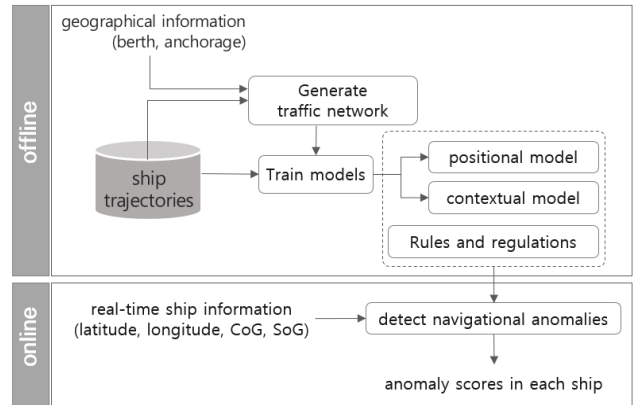 offline
geographical information
(berth, anchorage)
Generate
traffic network
ship
trajectories
Train models
positional model
contextual model
Rules and regulations
online
real-time ship information
(latitude, longitude, CoG, SoG)
detect navigational anomalies
anomaly scores in each ship